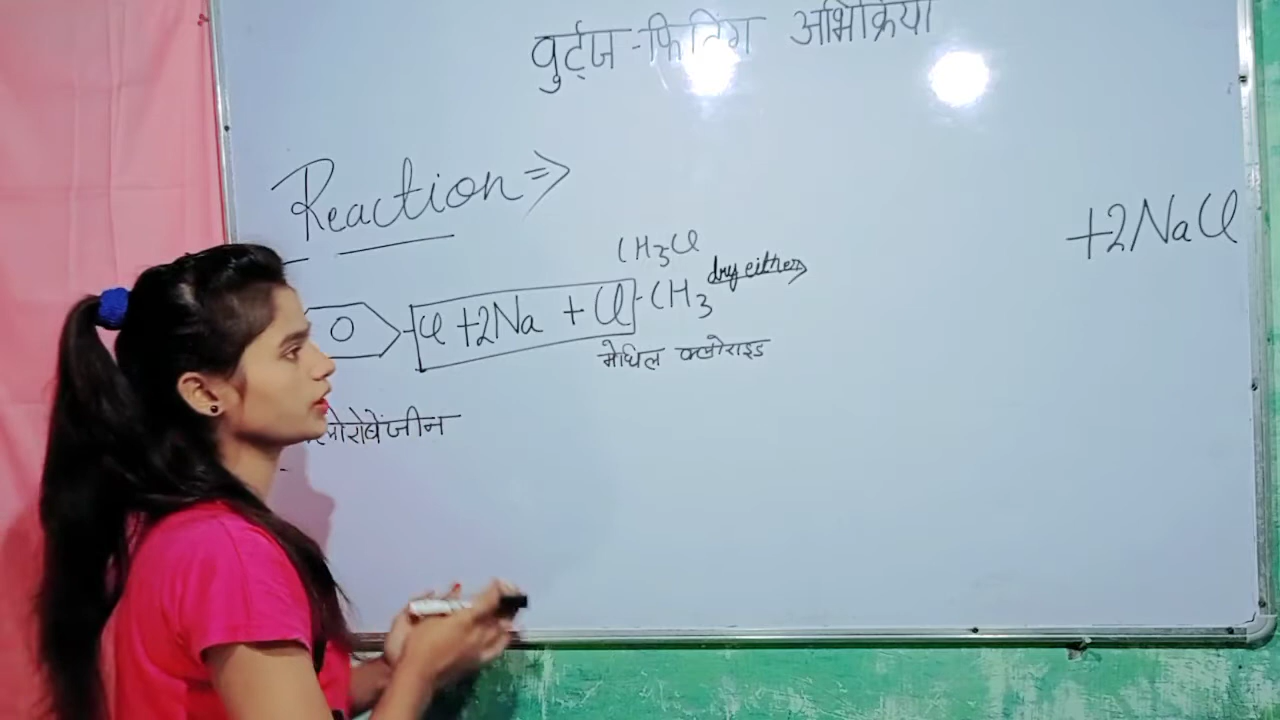 वुर्ट्ज-फिटिंग अभिक्रिया
Reaction ⇒
+2NaCl
CH₃Cl
dry either
O -Cl +2Na + Cl-CH₃
मेथिल क्लोराइड
क्लोरोबेंजीन